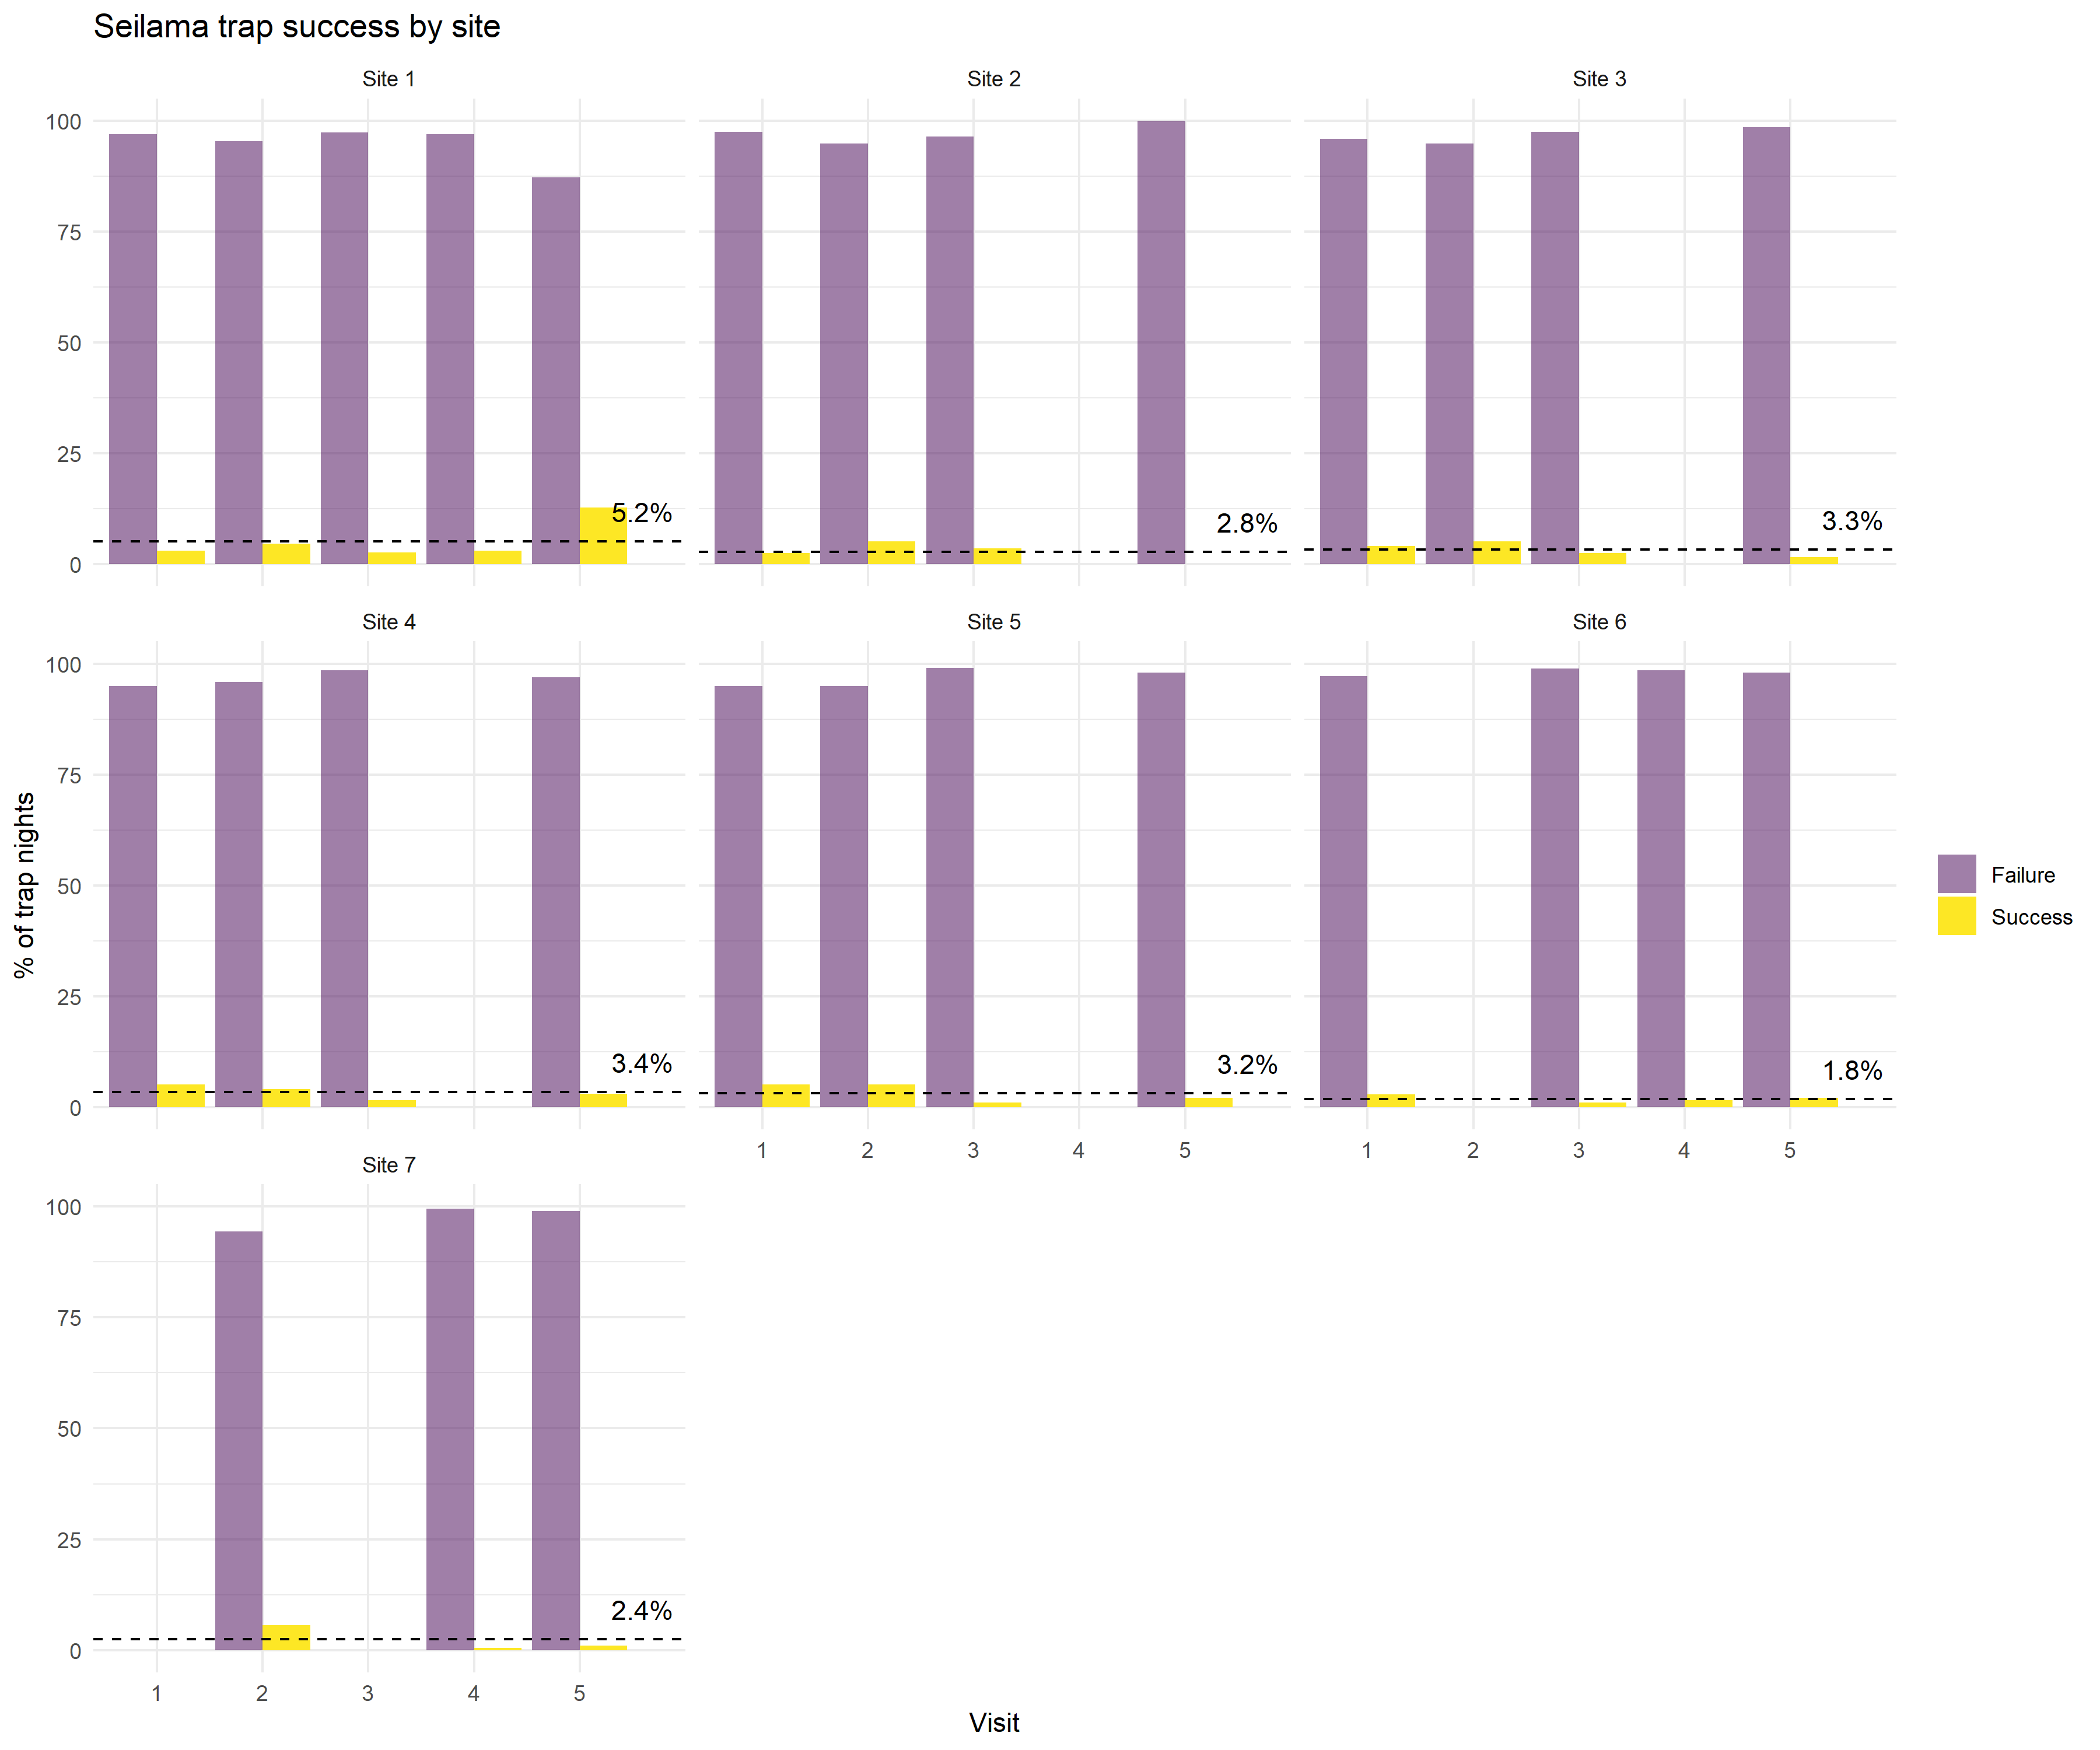 Seilama trap success by site
Site 1 Site 2 Site 3
100
75
50
25
0
5.2% 2.8% 3.3%
Site 4 Site 5 Site 6
100
75
50
25
0
3.4% 3.2% 1.8%
1 2 3 4 5 1 2 3 4 5
Site 7
100
75
50
25
0
2.4%
1 2 3 4 5
Visit
% of trap nights
Failure
Success